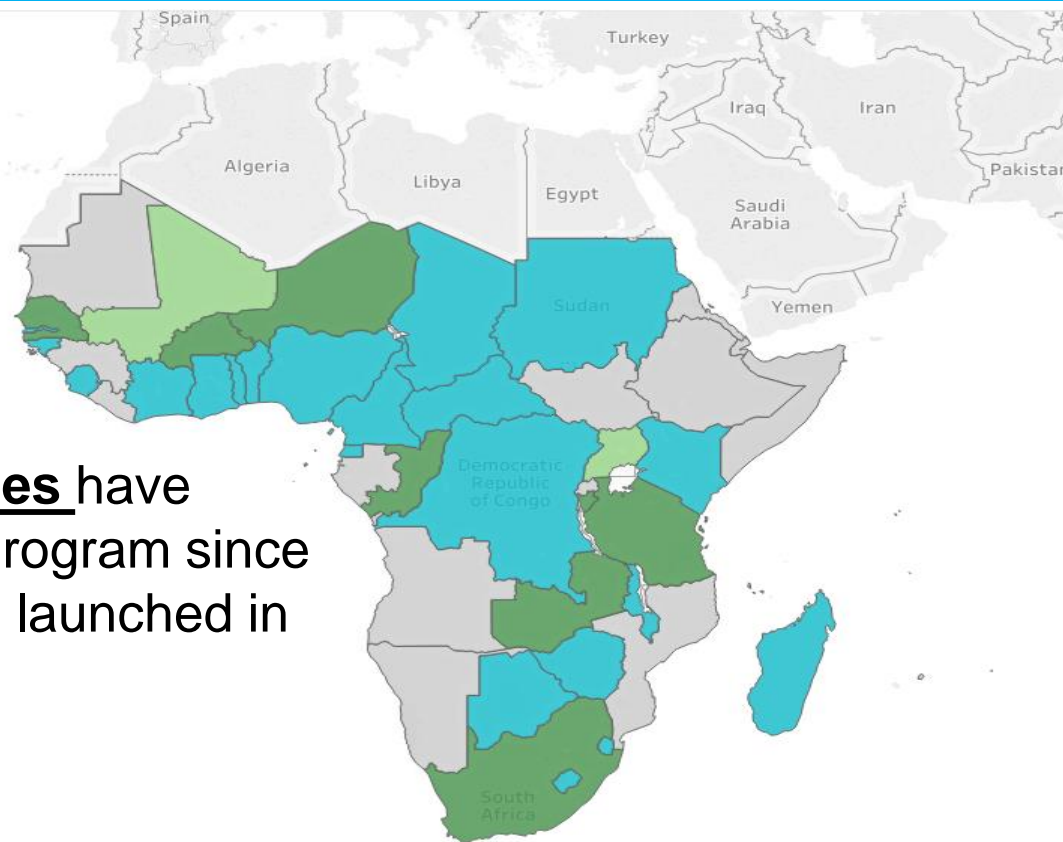 Spain
Turkey
Iraq
Iran
Algeria
Libya
Egypt
Pakistan
Saudi
Arabia
Yemen
Sudan
Democratic
Republic
of Congo
es have
rogram since
launched in
South
Africa